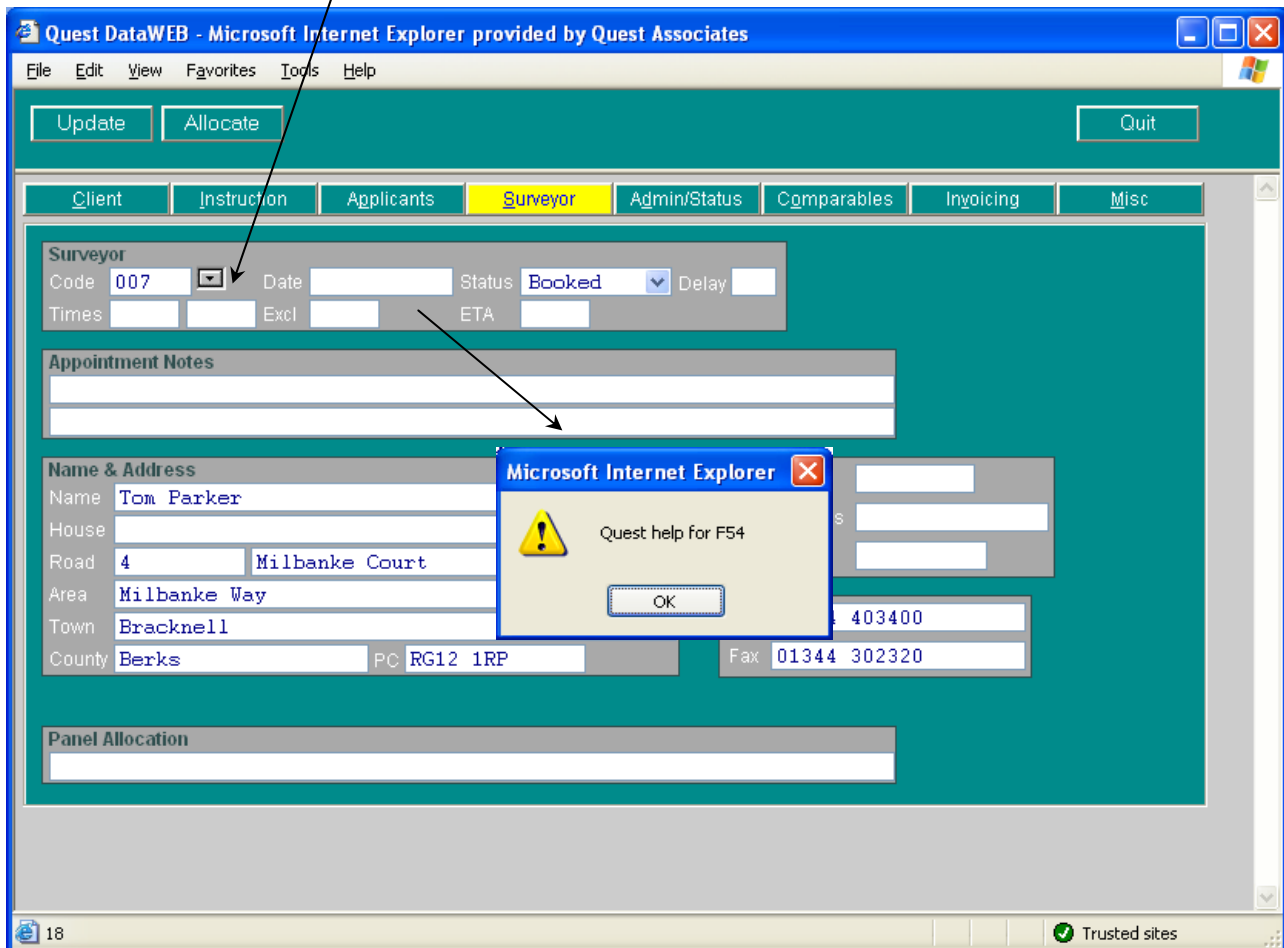 Quest DataWEB - Microsoft Internet Explorer provided by Quest Associates
File Edit View Favorites Tools Help
Update Allocate Quit
Client Instruction Applicants Surveyor Admin/Status Comparables Invoicing Misc
Surveyor
Code 007 Date Status Booked Delay
Times Excl ETA
Appointment Notes
Name & Address
Name Tom Parker
House
Road 4 Milbanke Court
Area Milbanke Way
Town Bracknell
County Berks PC RG12 1RP
Microsoft Internet Explorer
Quest help for F54
OK
s
403400
Fax 01344 302320
Panel Allocation
18 Trusted sites